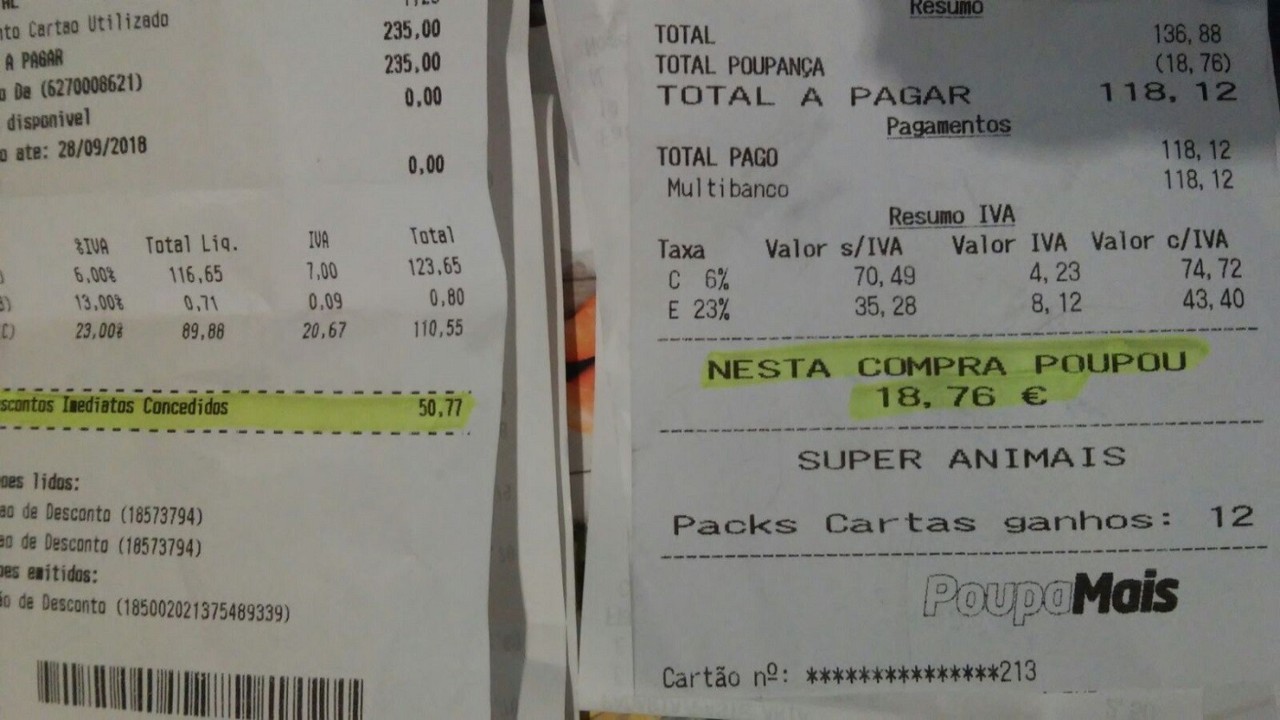 nto Cartao Utilizado 235,00
A PAGAR 235,00
o De (6270008621) 0,00
disponivel
o ate: 28/09/2018 0,00
%IVA Total Liq. IVA Total
) 6,00% 116,65 7,00 123,65
B) 13,00% 0,71 0,09 0,80
C) 23,00% 89,88 20,67 110,55
scontos Imediatos Concedidos 50,77
oes lidos:
ao de Desconto (18573794)
ao de Desconto (18573794)
oes emitidos:
ão de Desconto (185002021375489339)
Resumo
TOTAL 136,88
TOTAL POUPANÇA (18,76)
TOTAL A PAGAR 118,12
Pagamentos
TOTAL PAGO 118,12
Multibanco 118,12
Resumo IVA
Taxa Valor s/IVA Valor IVA Valor c/IVA
C 6% 70,49 4,23 74,72
E 23% 35,28 8,12 43,40
NESTA COMPRA POUPOU
18,76 €
SUPER ANIMAIS
Packs Cartas ganhos: 12
PoupaMais
Cartão nº: ***************213